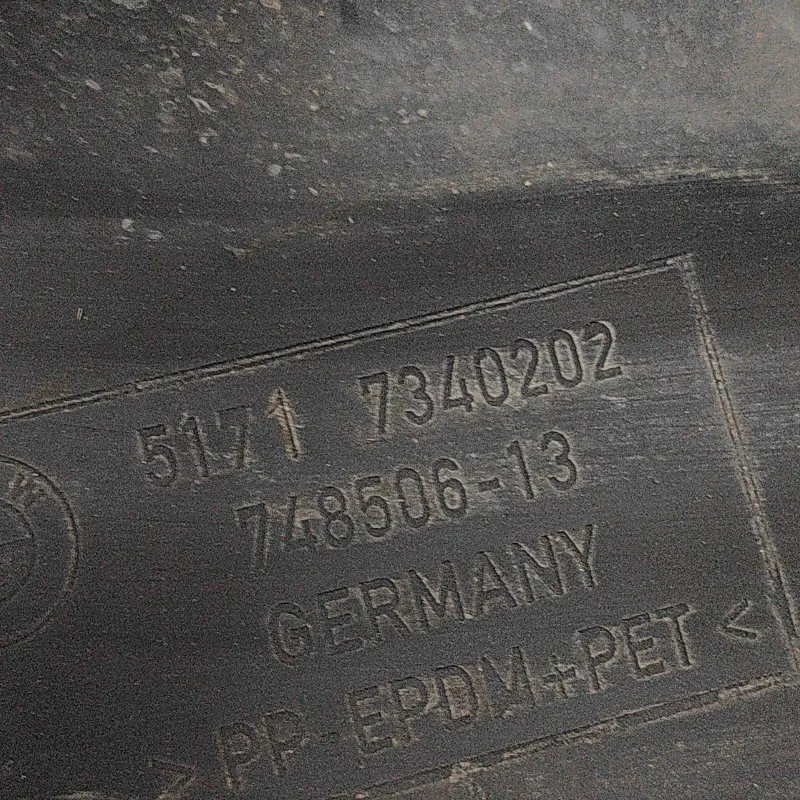 5171 7340202
748506-13
GERMANY
>PP-EPDM+PET<
W